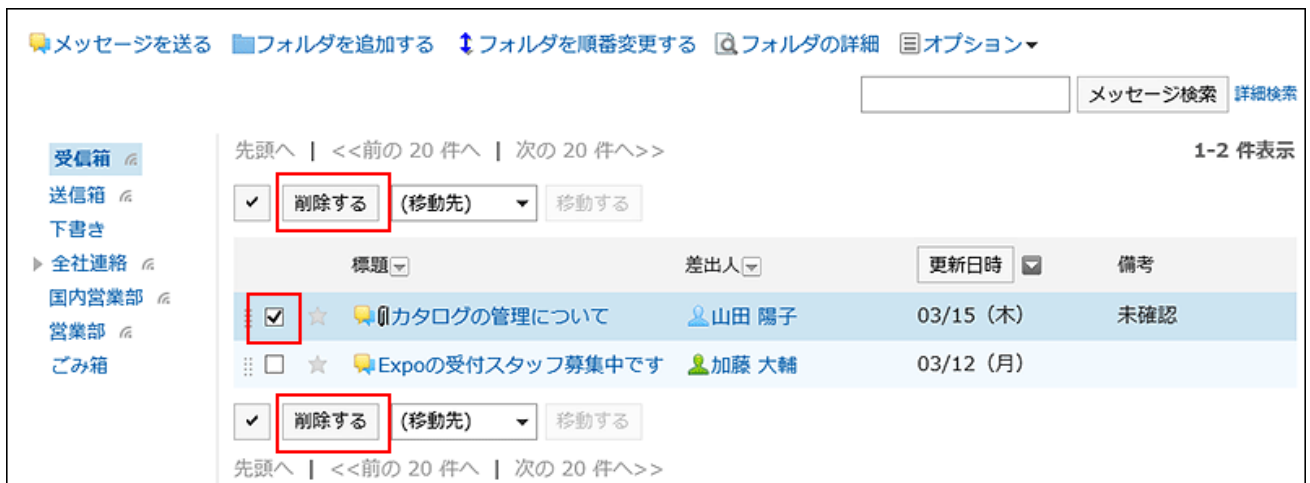 メッセージを送る フォルダを追加する フォルダを順番変更する フォルダの詳細 オプション
メッセージ検索 詳細検索
受信箱
送信箱
下書き
全社連絡
国内営業部
営業部
ごみ箱
先頭へ | <<前の 20 件へ | 次の 20 件へ>> 1-2 件表示
削除する (移動先) 移動する
標題 差出人 更新日時 備考
カタログの管理について 山田 陽子 03/15（木） 未確認
Expoの受付スタッフ募集中です 加藤 大輔 03/12（月）
削除する (移動先) 移動する
先頭へ | <<前の 20 件へ | 次の 20 件へ>>